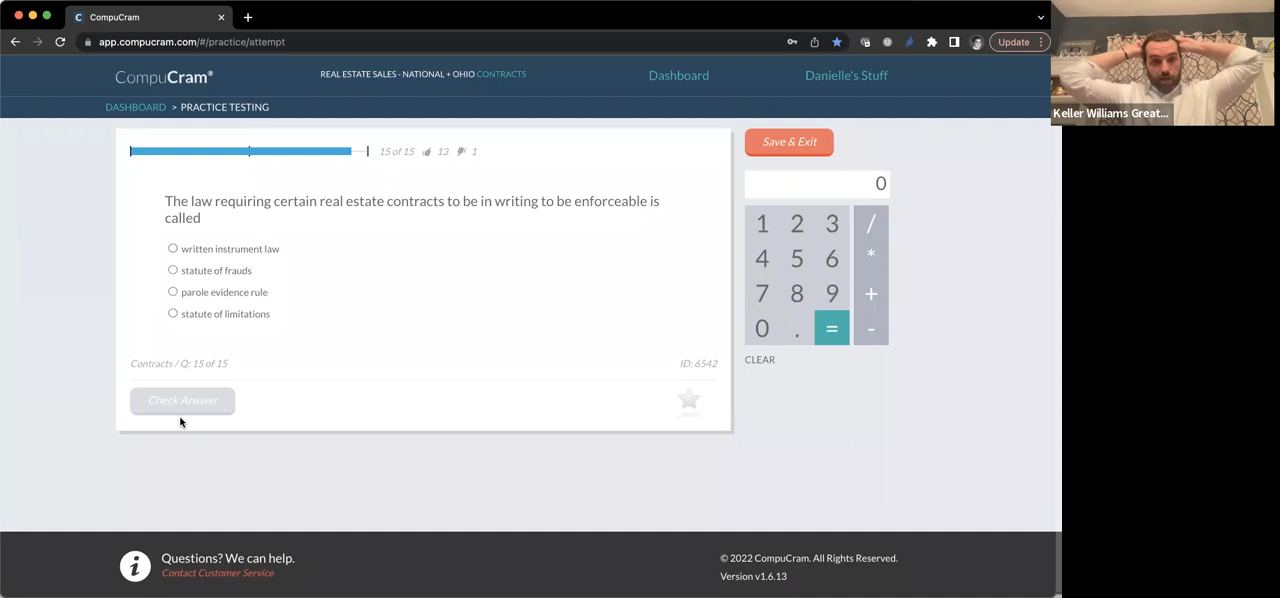 CompuCram
Update
app.compucram.com/#/practice/attempt
CompuCram®
REAL ESTATE SALES - NATIONAL + OHIO CONTRACTS
Dashboard
Danielle's Stuff
DASHBOARD > PRACTICE TESTING
Keller Williams Great...
15 of 15 13 1
Save & Exit
0
The law requiring certain real estate contracts to be in writing to be enforceable is
called
written instrument law
statute of frauds
parole evidence rule
statute of limitations
1 2 3 /
4 5 6 *
7 8 9 +
0 . = -
CLEAR
Contracts / Q: 15 of 15
ID: 6542
Check Answer
Questions? We can help.
Contact Customer Service
© 2022 CompuCram. All Rights Reserved.
Version v1.6.13